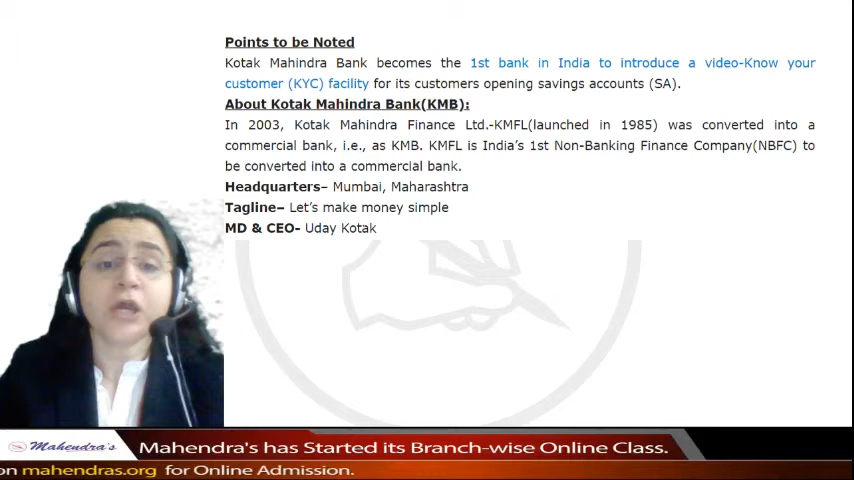 Points to be Noted
Kotak Mahindra Bank becomes the 1st bank in India to introduce a video-Know your
customer (KYC) facility for its customers opening savings accounts (SA).
About Kotak Mahindra Bank(KMB):
In 2003, Kotak Mahindra Finance Ltd.-KMFL(launched in 1985) was converted into a
commercial bank, i.e., as KMB. KMFL is India's 1st Non-Banking Finance Company(NBFC) to
be converted into a commercial bank.
Headquarters– Mumbai, Maharashtra
Tagline– Let's make money simple
MD & CEO- Uday Kotak
Mahendra's
Mahendra's has Started its Branch-wise Online Class.
on mahendras.org for Online Admission.